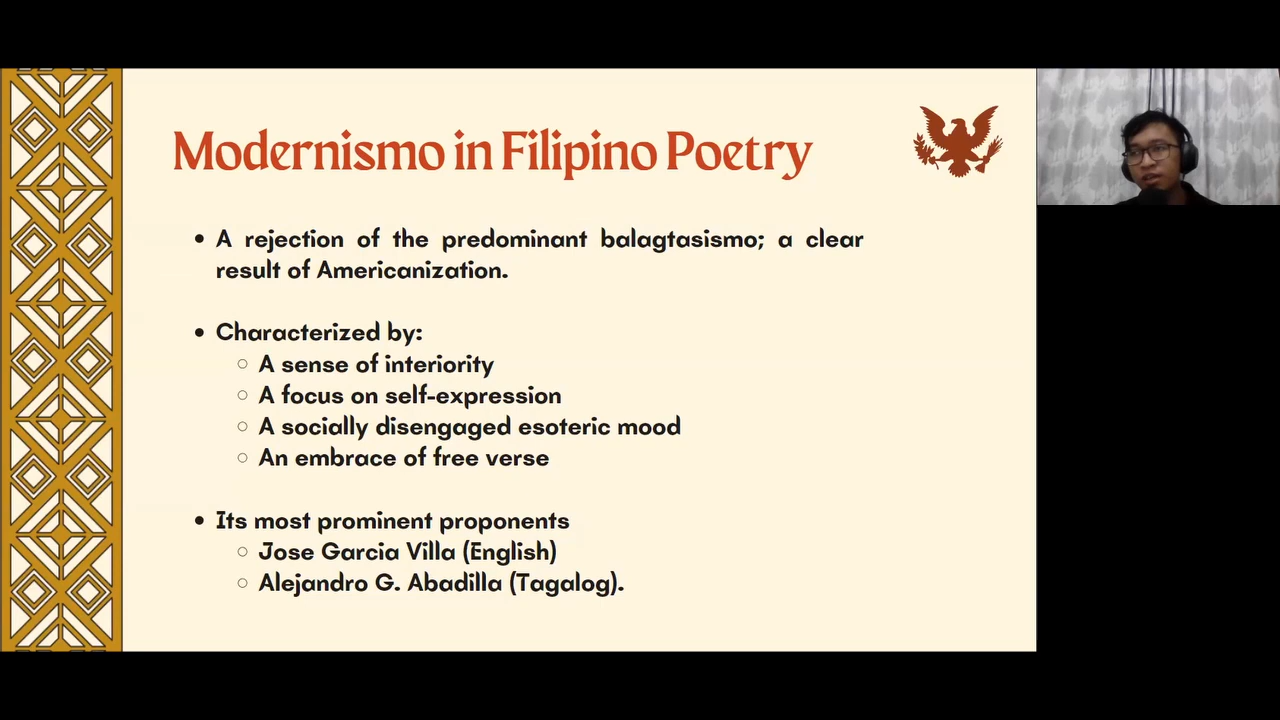 Modernismo in Filipino Poetry
• A rejection of the predominant balagtasismo; a clear
result of Americanization.
• Characterized by:
○ A sense of interiority
○ A focus on self-expression
○ A socially disengaged esoteric mood
○ An embrace of free verse
• Its most prominent proponents
○ Jose Garcia Villa (English)
○ Alejandro G. Abadilla (Tagalog).